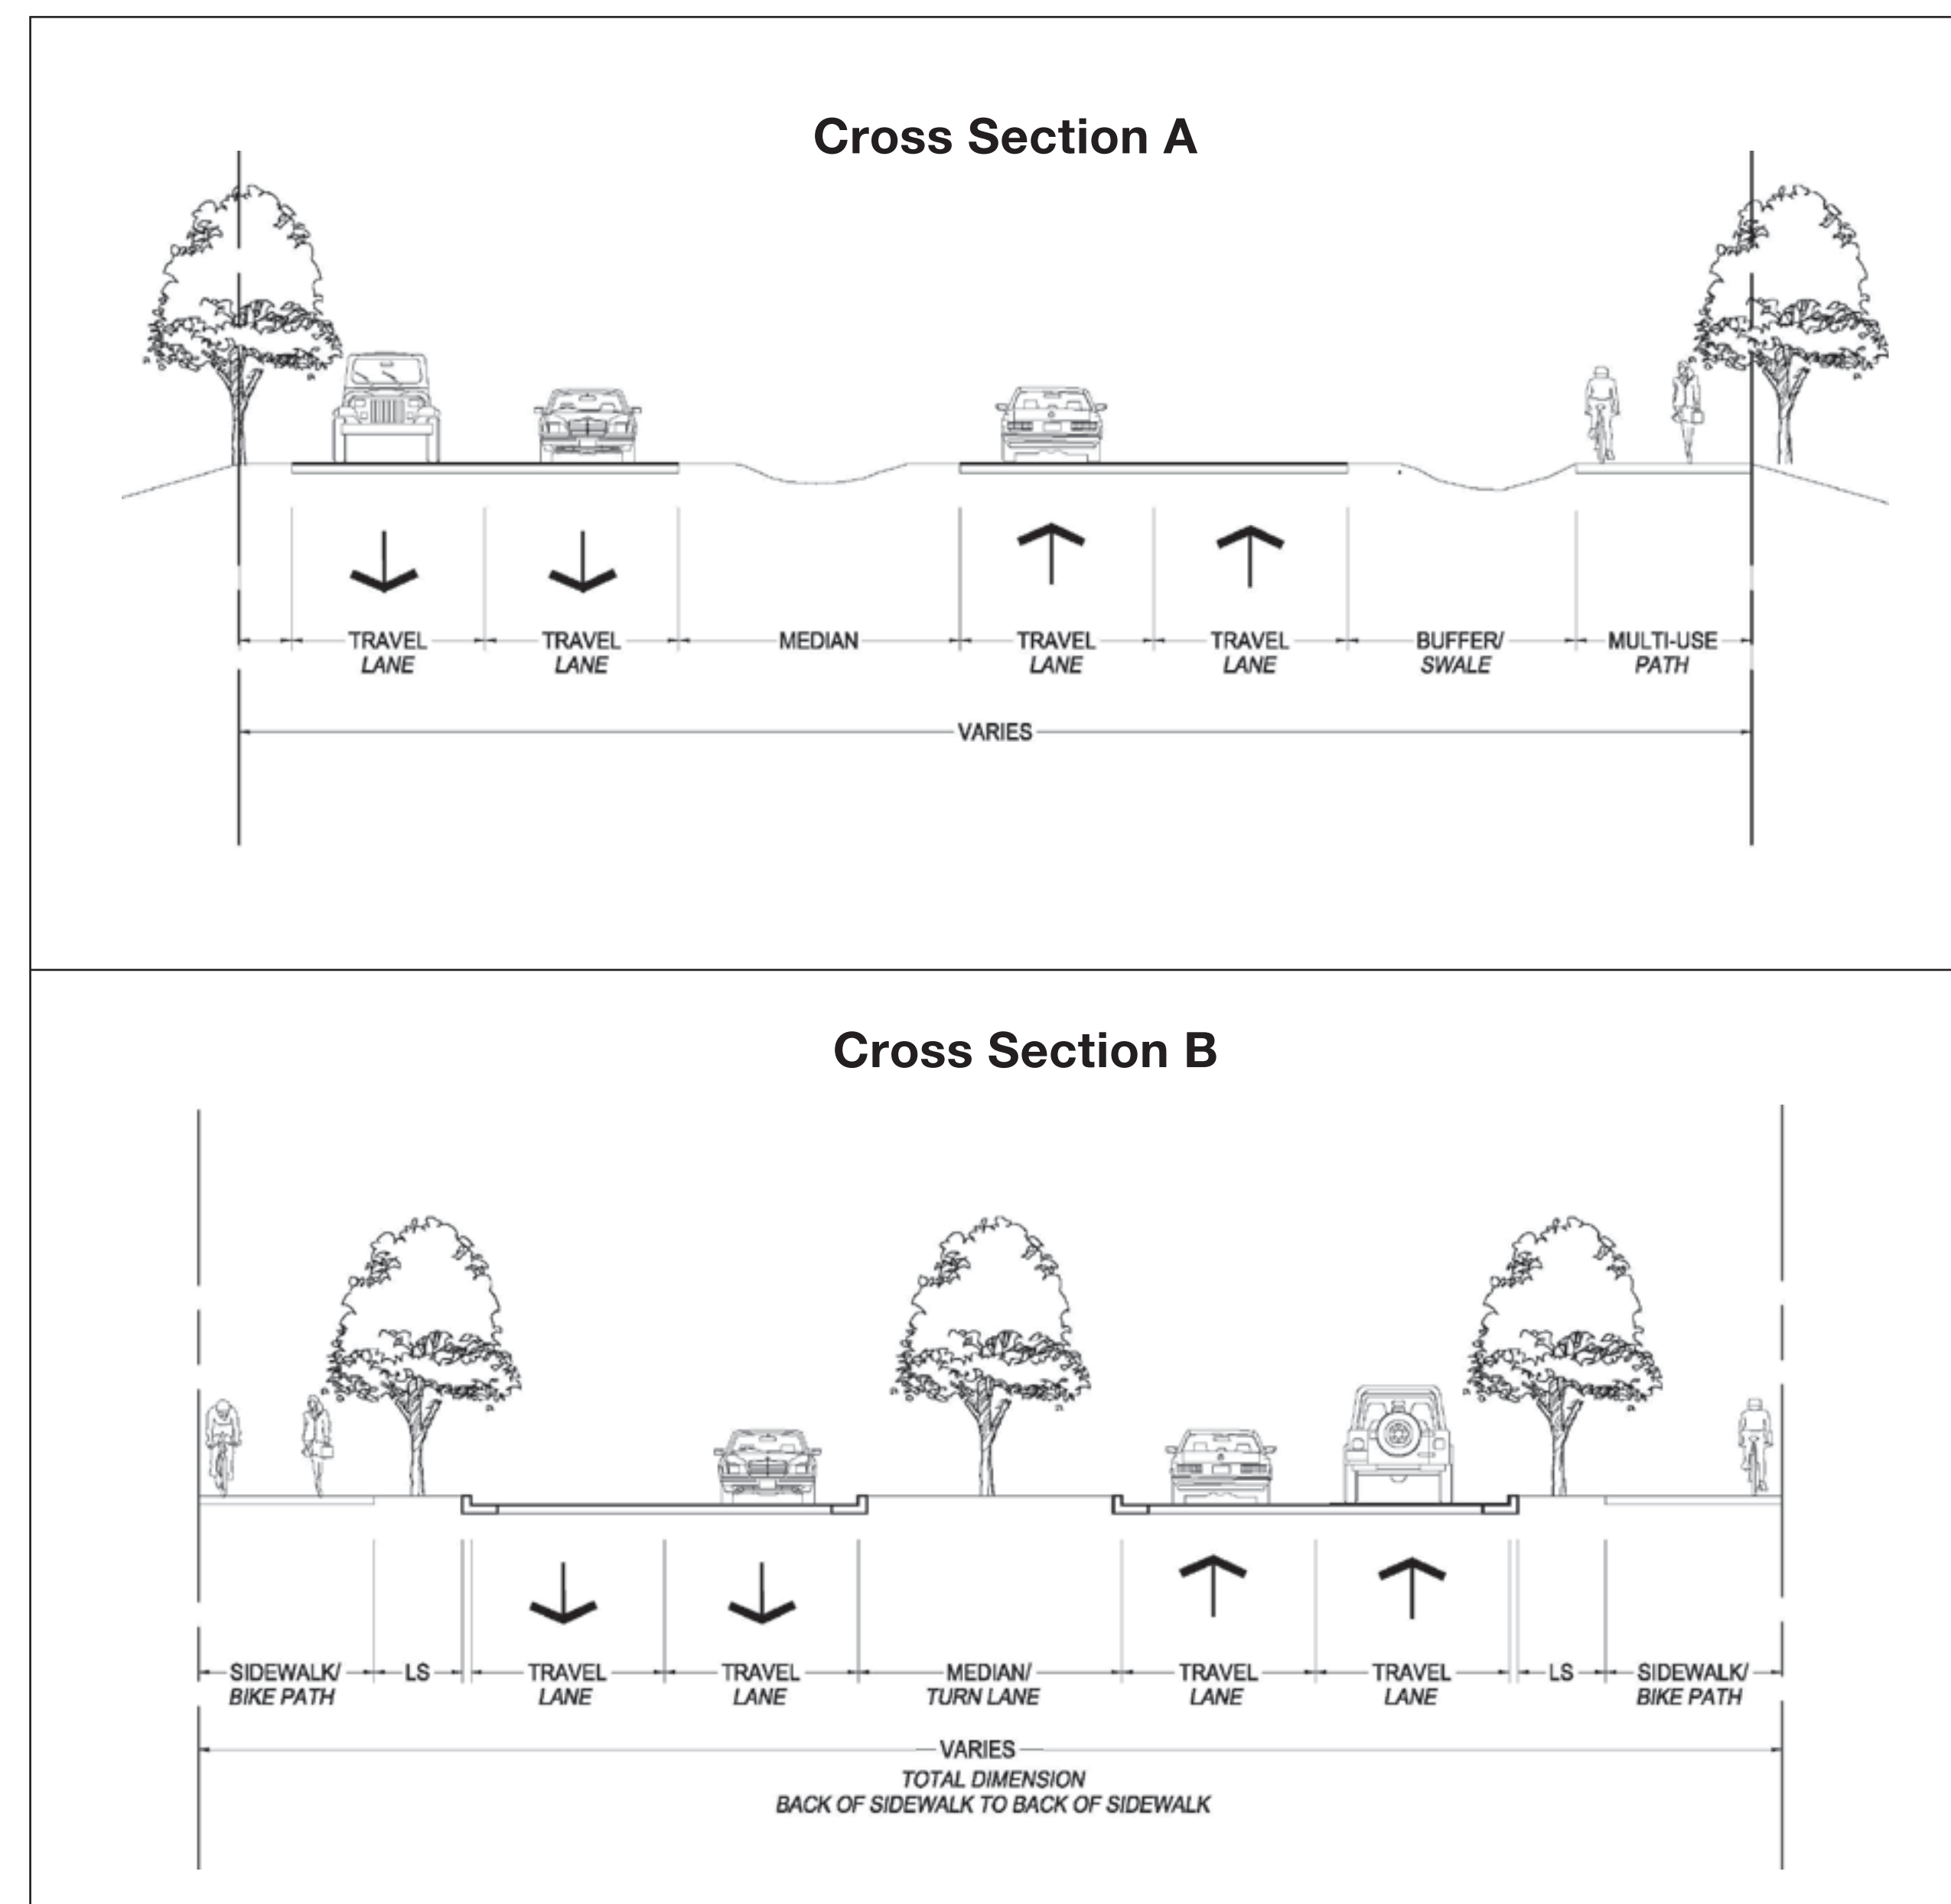 Cross Section A
TRAVEL TRAVEL MEDIAN TRAVEL TRAVEL BUFFER/ MULTI-USE
LANE LANE LANE LANE SWALE PATH
VARIES
Cross Section B
SIDEWALK/ LS TRAVEL TRAVEL MEDIAN/ TRAVEL TRAVEL LS SIDEWALK/
BIKE PATH LANE LANE TURN LANE LANE LANE BIKE PATH
VARIES
TOTAL DIMENSION
BACK OF SIDEWALK TO BACK OF SIDEWALK